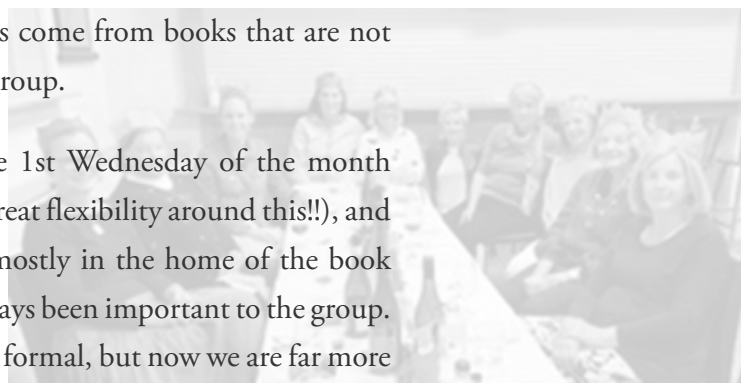 come from books that are not
roup.
1st Wednesday of the month
reat flexibility around this!!), and
mostly in the home of the book
ays been important to the group.
formal, but now we are far more